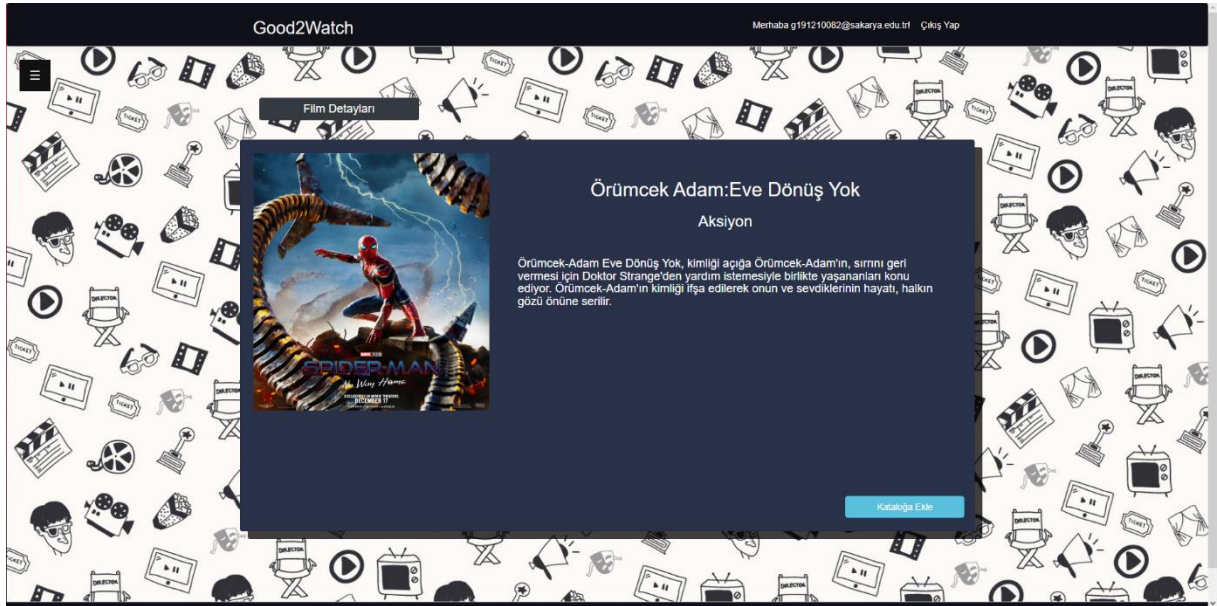 Good2Watch
Merhaba g191210082@sakarya.edu.tr! Çıkış Yap
Film Detayları
Örümcek Adam:Eve Dönüş Yok
Aksiyon
Örümcek-Adam Eve Dönüş Yok, kimliği açığa Örümcek-Adam'ın, sırrını geri
vermesi için Doktor Strange'den yardım istemesiyle birlikte yaşananları konu
ediyor. Örümcek-Adam'ın kimliği ifşa edilerek onun ve sevdiklerinin hayatı, halkın
gözü önüne serilir.
SPIDER-MAN
No Way Home
DECEMBER 17
Kataloğa Ekle
DIRECTOR
TICKET